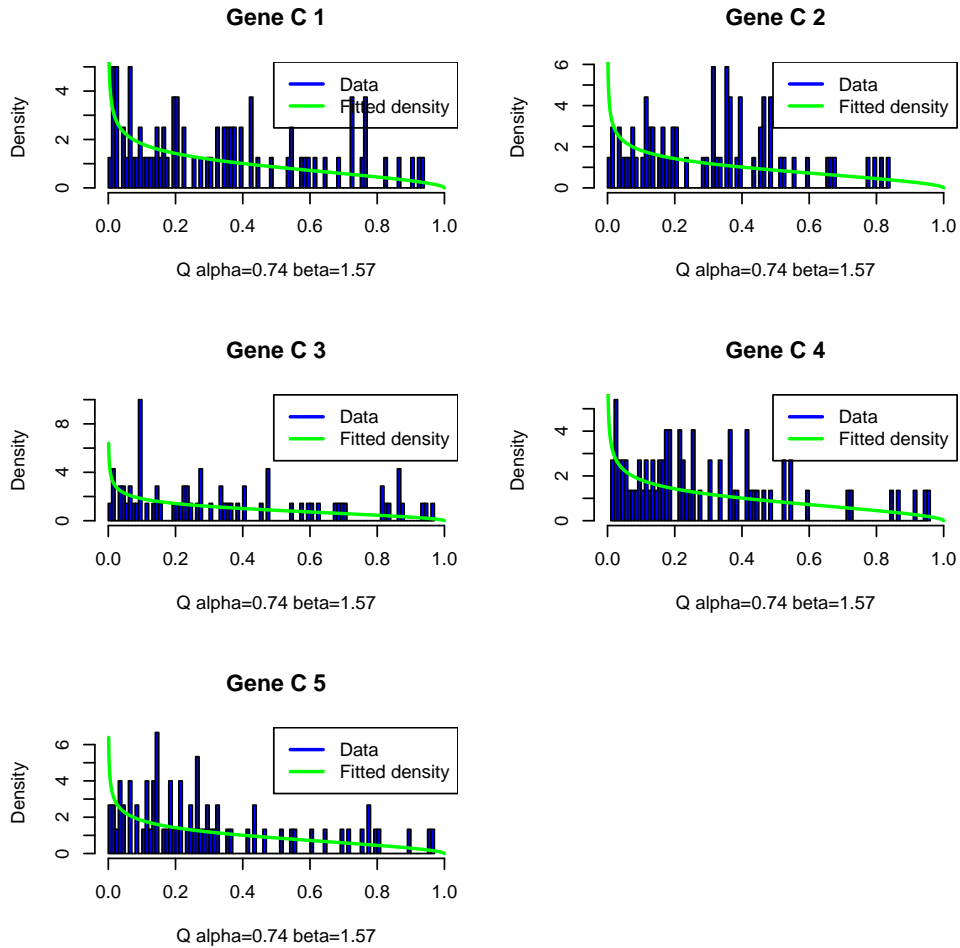 Gene C 1
Density
0 2 4
0.0 0.2 0.4 0.6 0.8 1.0
Data
Fitted density
Q alpha=0.74 beta=1.57
Gene C 2
Density
0 2 4 6
0.0 0.2 0.4 0.6 0.8 1.0
Data
Fitted density
Q alpha=0.74 beta=1.57
Gene C 3
Density
0 4 8
0.0 0.2 0.4 0.6 0.8 1.0
Data
Fitted density
Q alpha=0.74 beta=1.57
Gene C 4
Density
0 2 4
0.0 0.2 0.4 0.6 0.8 1.0
Data
Fitted density
Q alpha=0.74 beta=1.57
Gene C 5
Density
0 2 4 6
0.0 0.2 0.4 0.6 0.8 1.0
Data
Fitted density
Q alpha=0.74 beta=1.57